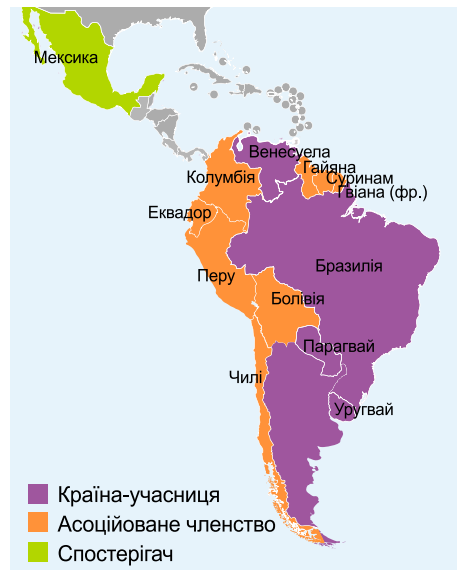 Мексика
Венесуела
Гайяна
Колумбія
Суринам
Гвіана (фр.)
Еквадор
Бразилія
Перу
Болівія
Парагвай
Чилі
Уругвай
Країна-учасниця
Асоційоване членство
Спостерігач